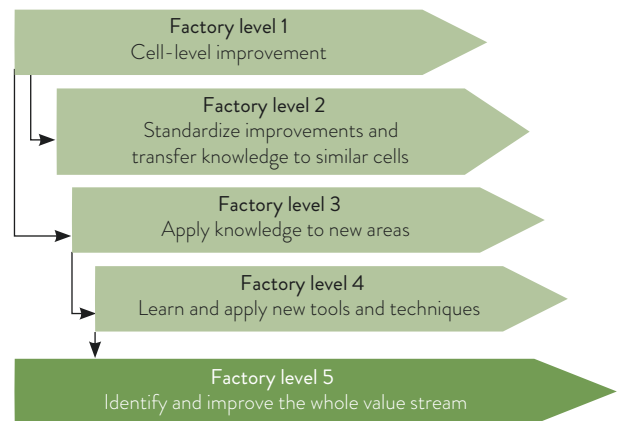 Factory level 1
Cell-level improvement
Factory level 2
Standardize improvements and
transfer knowledge to similar cells
Factory level 3
Apply knowledge to new areas
Factory level 4
Learn and apply new tools and techniques
Factory level 5
Identify and improve the whole value stream